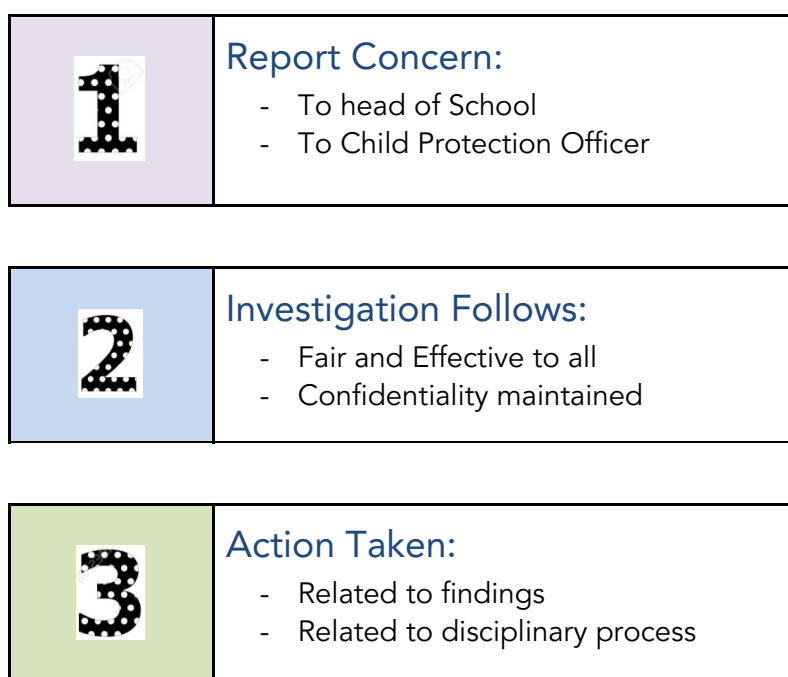 1
Report Concern:
- To head of School
- To Child Protection Officer
2
Investigation Follows:
- Fair and Effective to all
- Confidentiality maintained
3
Action Taken:
- Related to findings
- Related to disciplinary process